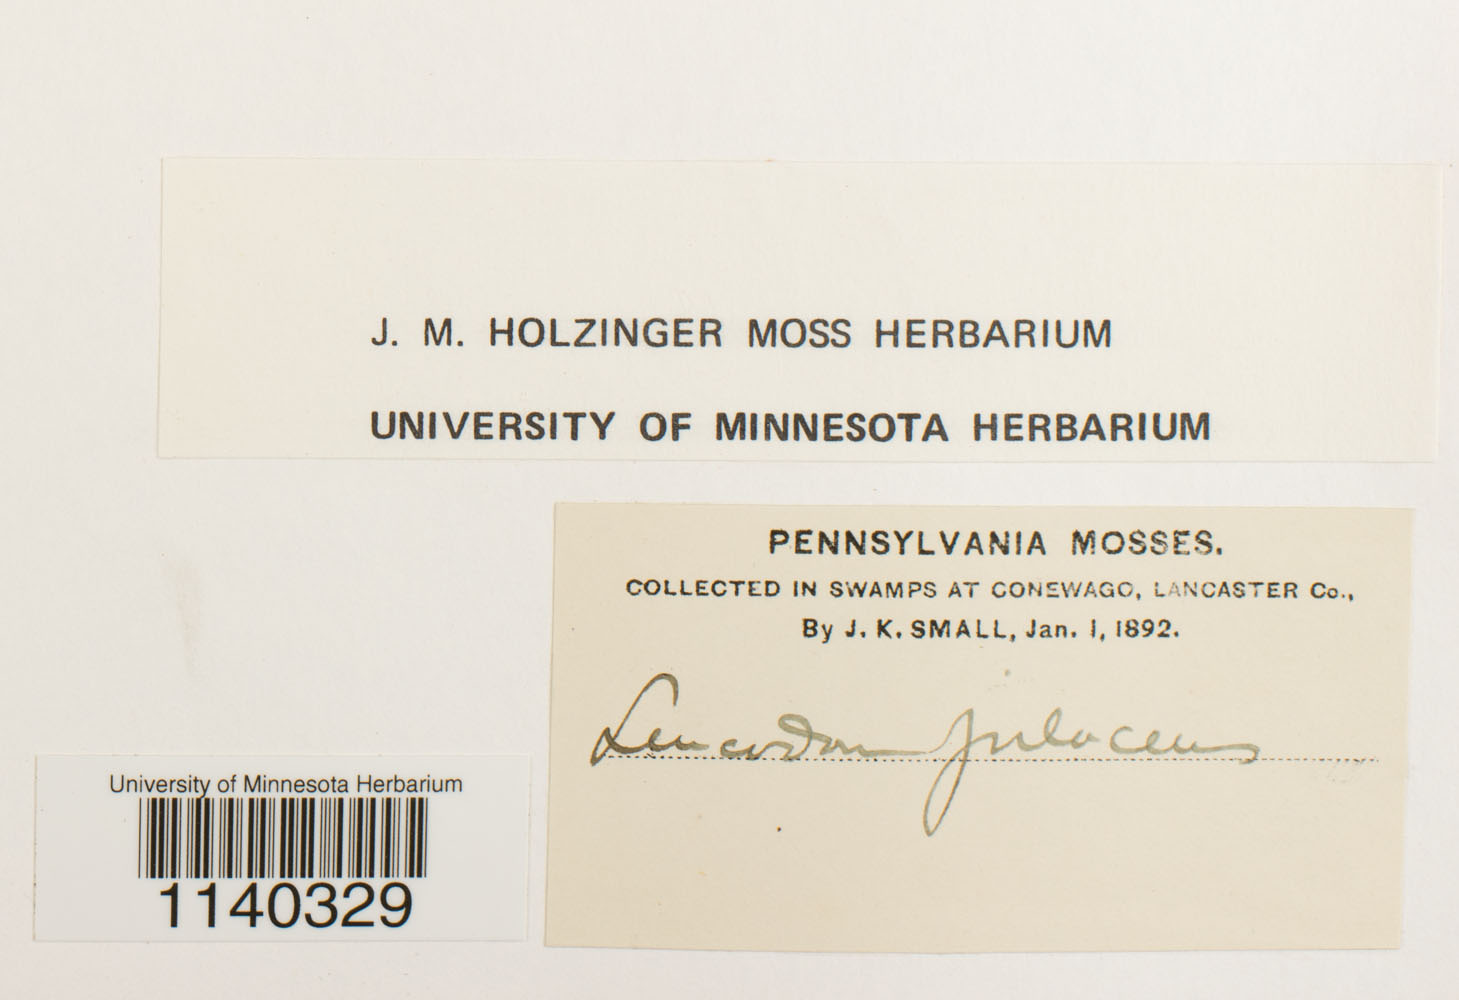 J. M. HOLZINGER MOSS HERBARIUM
UNIVERSITY OF MINNESOTA HERBARIUM
PENNSYLVANIA MOSSES.
COLLECTED IN SWAMPS AT CONEWAGO, LANCASTER Co.,
By J. K. SMALL, Jan. 1, 1892.
Leucodon julaceus
University of Minnesota Herbarium
1140329